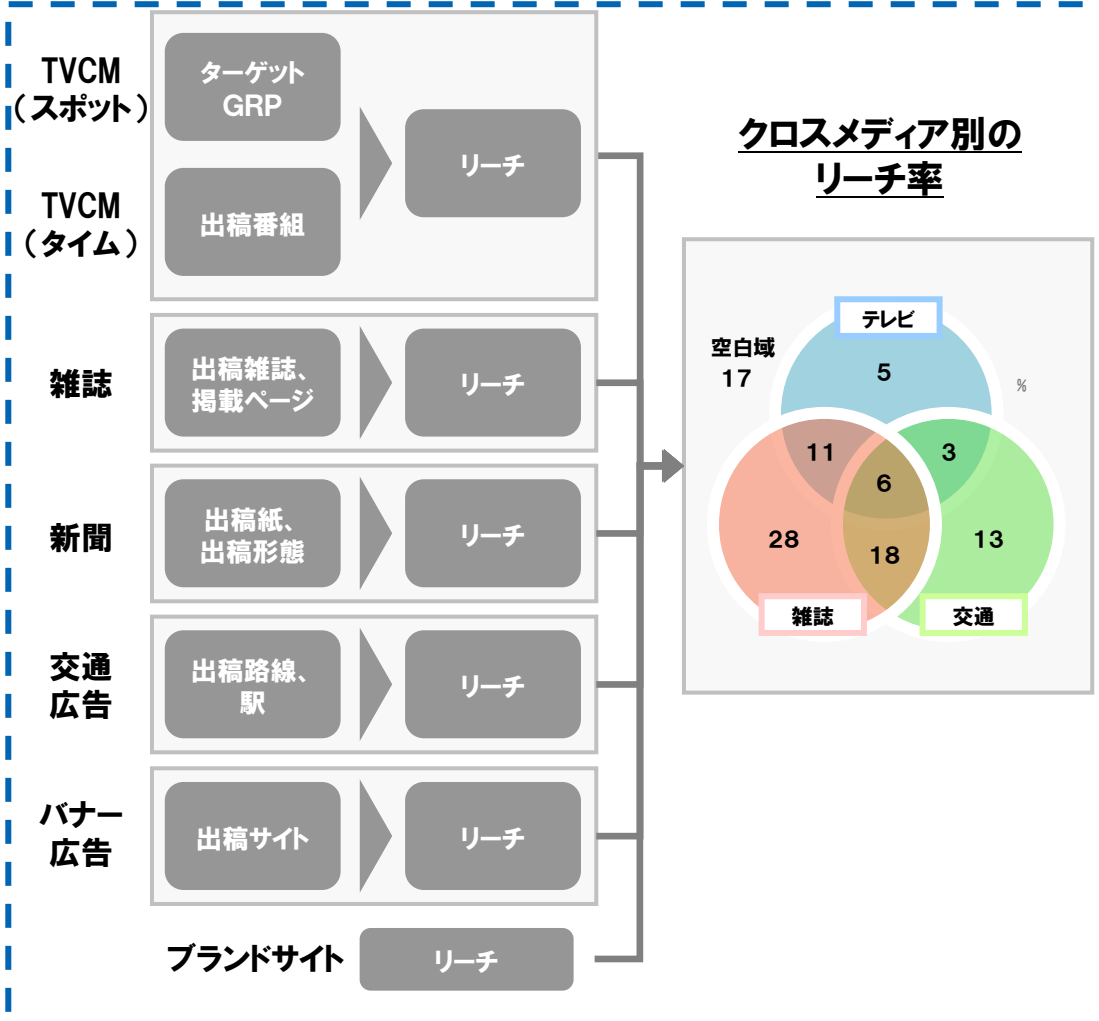 TVCM
（スポット）
ターゲット
GRP
リーチ
TVCM
（タイム）
出稿番組
雑誌
出稿雑誌、
掲載ページ
リーチ
新聞
出稿紙、
出稿形態
リーチ
交通
広告
出稿路線、
駅
リーチ
バナー
広告
出稿サイト
リーチ
ブランドサイト
リーチ
クロスメディア別の
リーチ率
テレビ
空白域
17
5
%
11
3
6
28
18
13
雑誌
交通